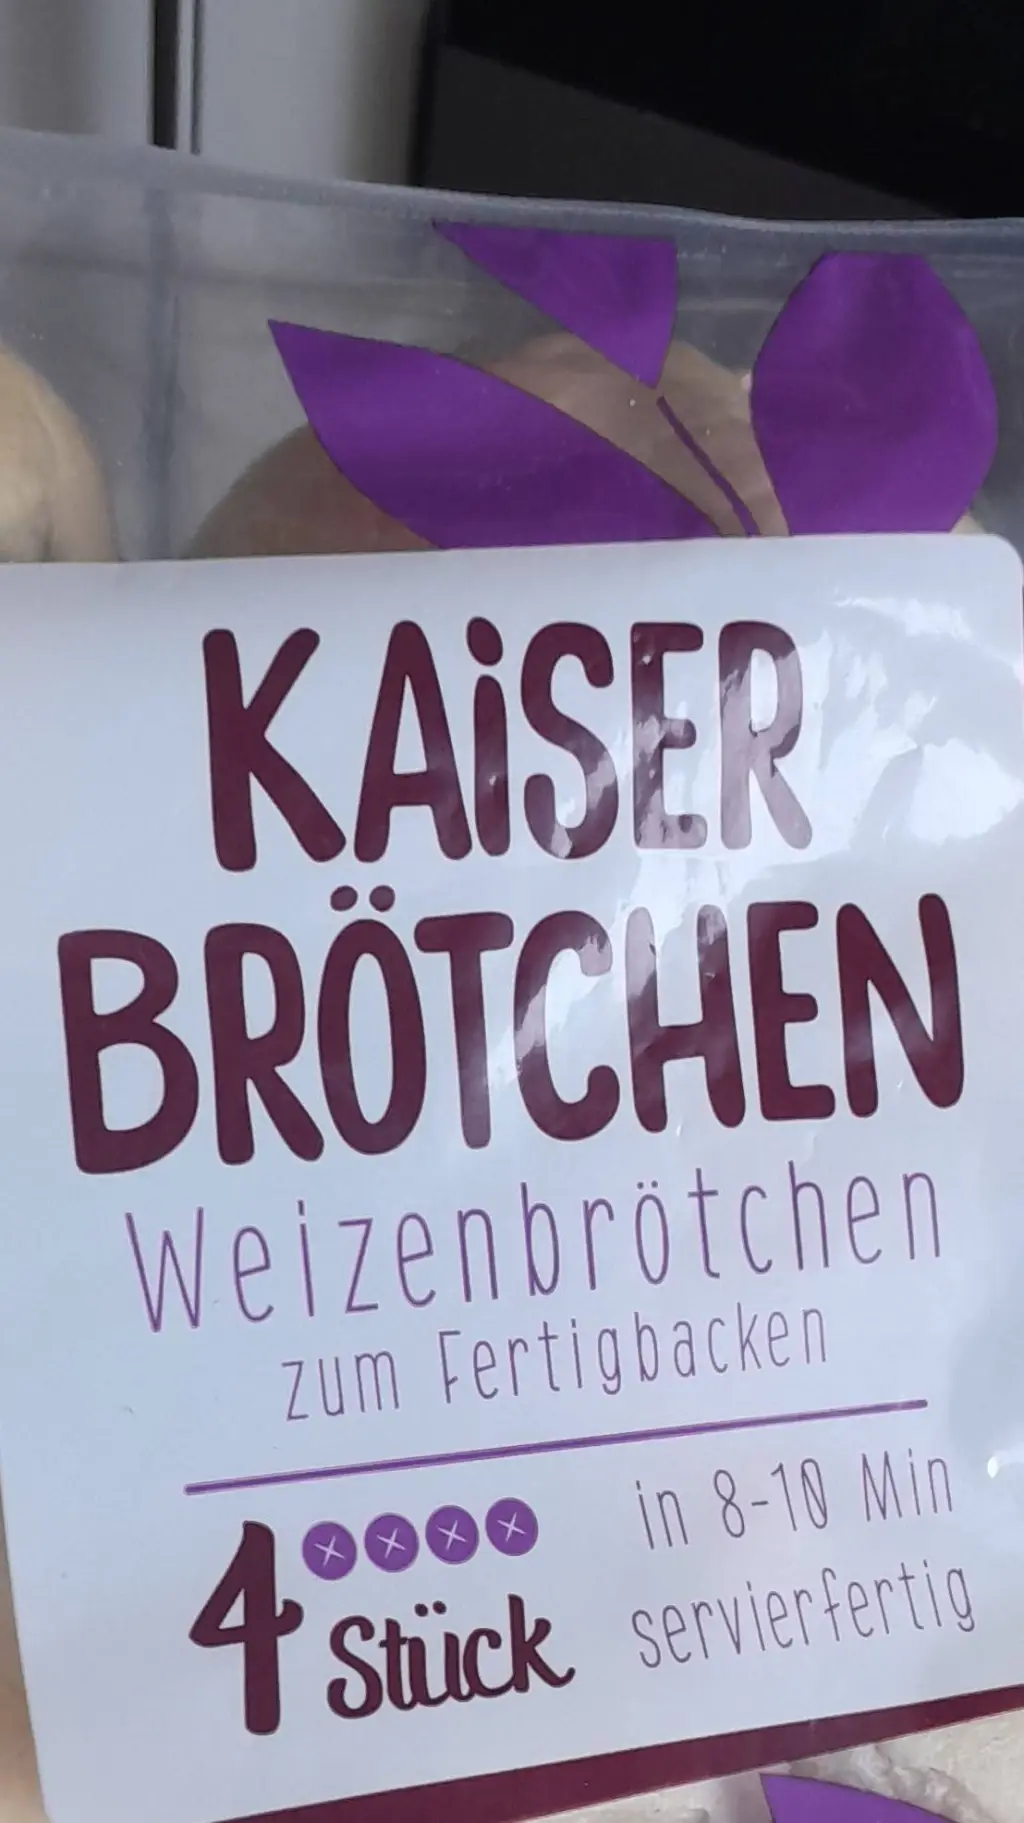 KAiSER
BRÖTCHEN
Weizenbrötchen
zum Fertigbacken
4 Stück
in 8-10 Min
servierfertig